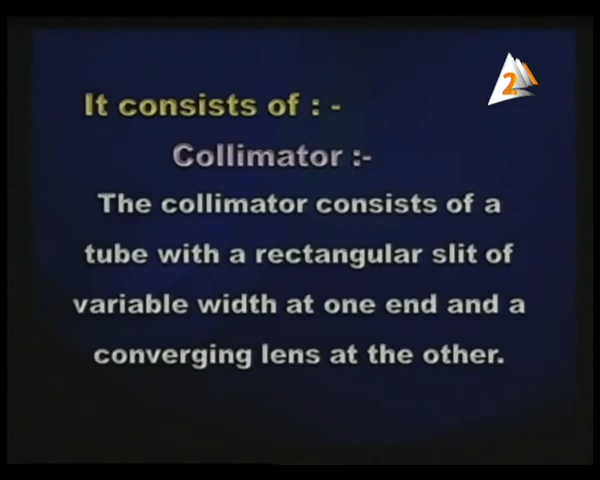 2
It consists of : -
Collimator :-
The collimator consists of a
tube with a rectangular slit of
variable width at one end and a
converging lens at the other.